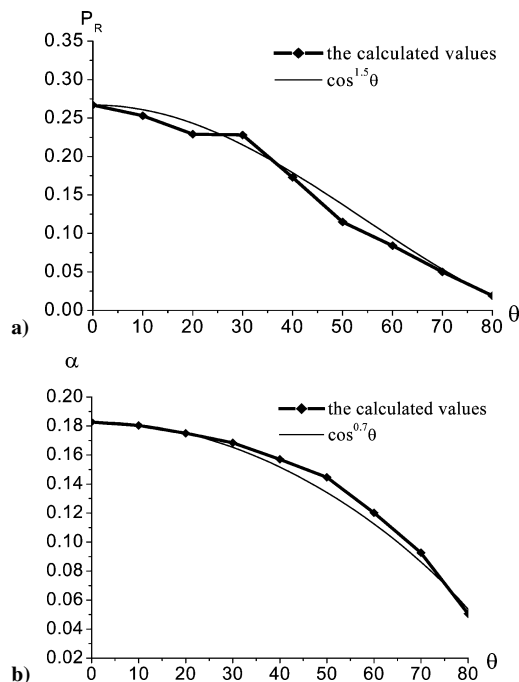 P_R
0.35
the calculated values
0.30
cos^1.5θ
0.25
0.20
0.15
0.10
0.05
0.00
a)
0 10 20 30 40 50 60 70 80 θ
α
0.20
the calculated values
0.18
cos^0.7θ
0.16
0.14
0.12
0.10
0.08
0.06
0.04
0.02
b)
0 10 20 30 40 50 60 70 80 θ